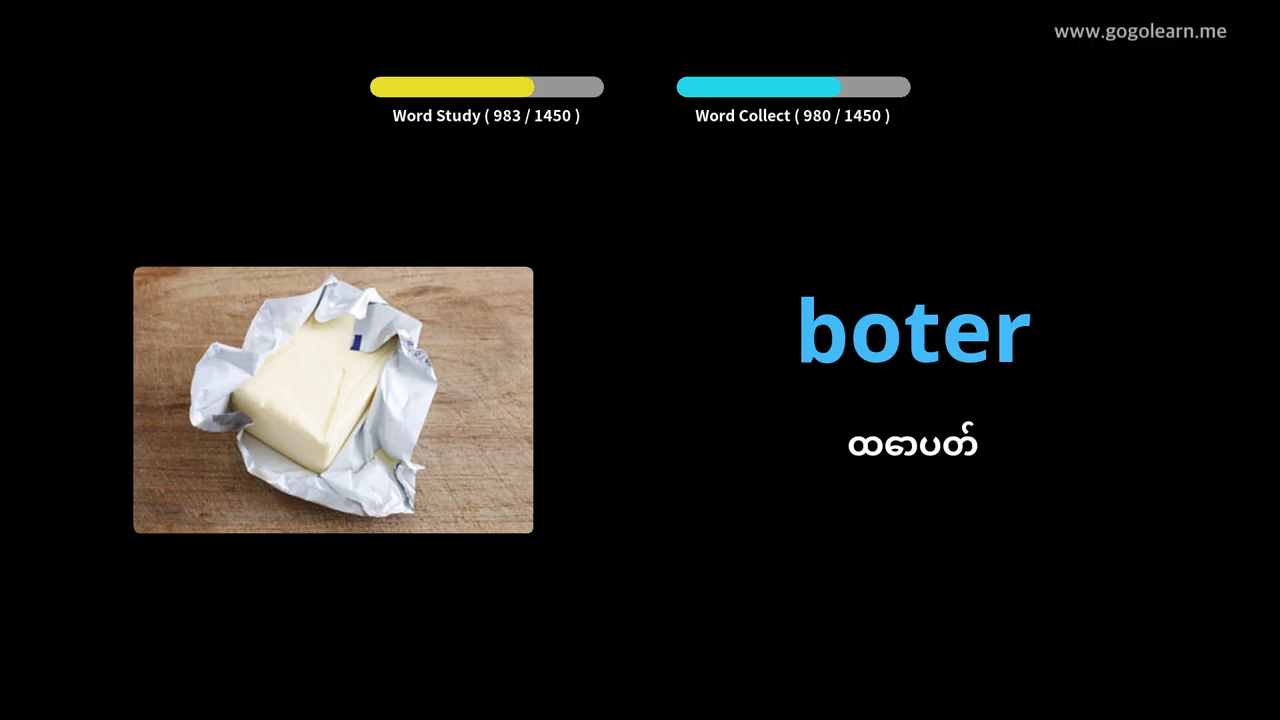 www.gogolearn.me
Word Study ( 983 / 1450 )
Word Collect ( 980 / 1450 )
boter
ထောပတ်